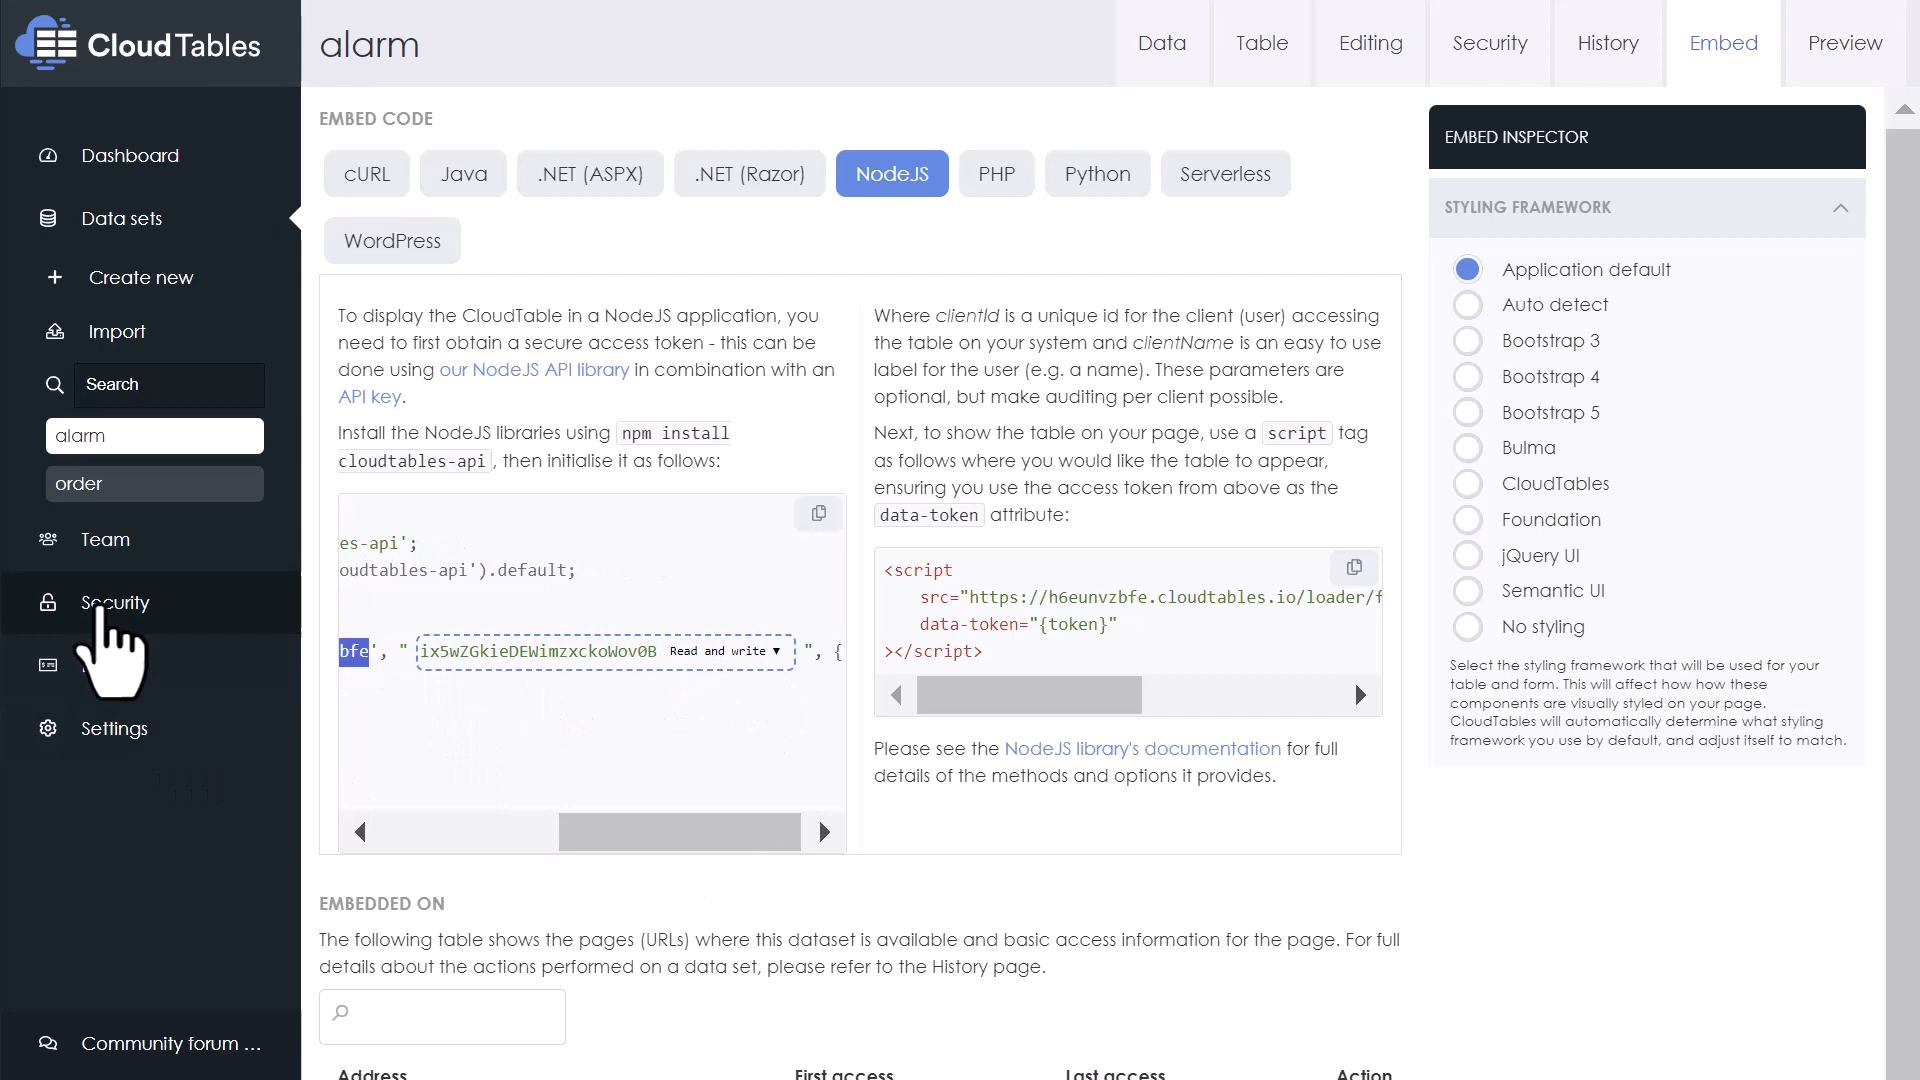 CloudTables
alarm
Data
Table
Editing
Security
History
Embed
Preview
Dashboard
Data sets
Create new
Import
Search
alarm
order
Team
Security
Settings
Community forum ...
EMBED CODE
cURL
Java
.NET (ASPX)
.NET (Razor)
NodeJS
PHP
Python
Serverless
WordPress
To display the CloudTable in a NodeJS application, you
need to first obtain a secure access token - this can be
done using our NodeJS API library in combination with an
API key.
Install the NodeJS libraries using npm install
cloudtables-api, then initialise it as follows:
es-api';
oudtables-api').default;
bfe', " ix5wZGkieDEWimzxckoWov0B Read and write ▼ ", {
Where clientId is a unique id for the client (user) accessing
the table on your system and clientName is an easy to use
label for the user (e.g. a name). These parameters are
optional, but make auditing per client possible.
Next, to show the table on your page, use a script tag
as follows where you would like the table to appear,
ensuring you use the access token from above as the
data-token attribute:
<script
src="https://h6eunvzbfe.cloudtables.io/loader/f
data-token="{token}"
></script>
Please see the NodeJS library's documentation for full
details of the methods and options it provides.
EMBEDDED ON
The following table shows the pages (URLs) where this dataset is available and basic access information for the page. For full
details about the actions performed on a data set, please refer to the History page.
Address
First access
Last access
Action
EMBED INSPECTOR
STYLING FRAMEWORK
Application default
Auto detect
Bootstrap 3
Bootstrap 4
Bootstrap 5
Bulma
CloudTables
Foundation
jQuery UI
Semantic UI
No styling
Select the styling framework that will be used for your
table and form. This will affect how how these
components are visually styled on your page.
CloudTables will automatically determine what styling
framework you use by default, and adjust itself to match.